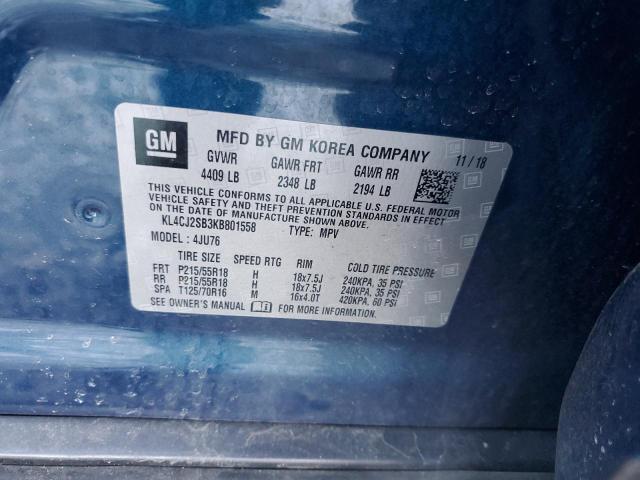 GM
MFD BY GM KOREA COMPANY 11/18
GVWR GAWR FRT GAWR RR
4409 LB 2348 LB 2194 LB
THIS VEHICLE CONFORMS TO ALL APPLICABLE U.S. FEDERAL MOTOR
VEHICLE SAFETY AND THEFT PREVENTION STANDARDS IN EFFECT ON
THE DATE OF MANUFACTURE SHOWN ABOVE.
KL4CJ2SB3KB801558 TYPE: MPV
MODEL: 4JU76
TIRE SIZE SPEED RTG RIM COLD TIRE PRESSURE
FRT P215/55R18 H 18x7.5J 240KPA, 35 PSI
RR P215/55R18 H 18x7.5J 240KPA, 35 PSI
SPA T125/70R16 M 16x4.0T 420KPA, 60 PSI
SEE OWNER'S MANUAL FOR MORE INFORMATION.